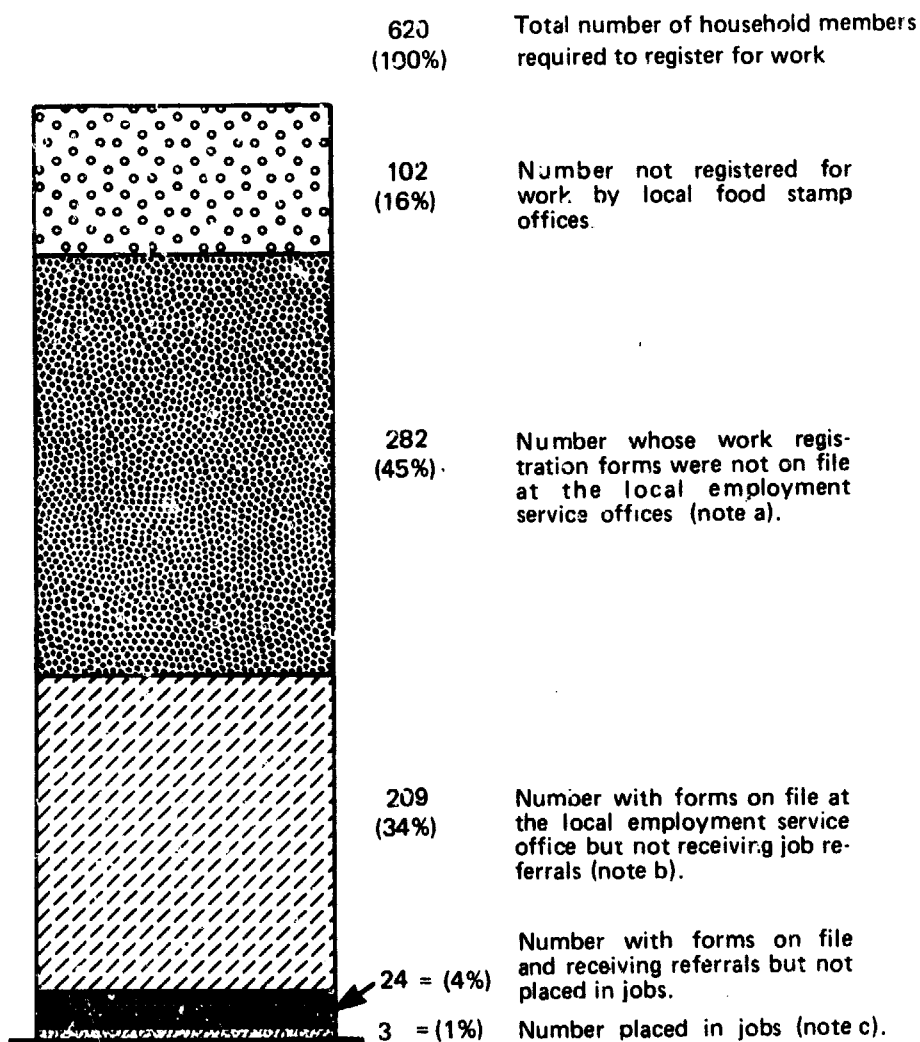 620 Total number of household members
(100%) required to register for work
102 Number not registered for
(16%) work by local food stamp
offices.
282 Number whose work regis-
(45%) tration forms were not on file
at the local employment
service offices (note a).
209 Number with forms on file at
(34%) the local employment service
office but not receiving job re-
ferrals (note b).
Number with forms on file
and receiving referrals but not
24 = (4%) placed in jobs.
3 = (1%) Number placed in jobs (note c).